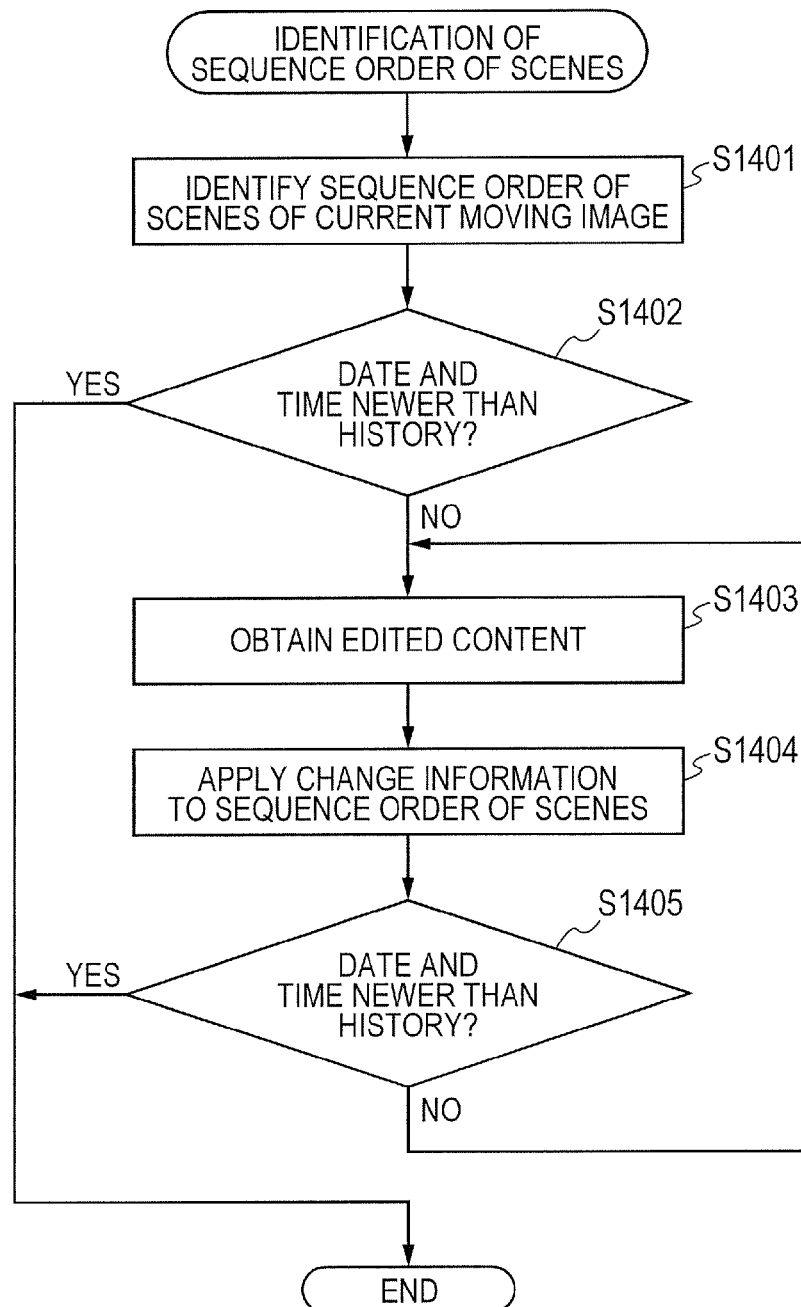 IDENTIFICATION OF
SEQUENCE ORDER OF SCENES
S1401
IDENTIFY SEQUENCE ORDER OF
SCENES OF CURRENT MOVING IMAGE
S1402
YES
DATE AND
TIME NEWER THAN
HISTORY?
NO
S1403
OBTAIN EDITED CONTENT
S1404
APPLY CHANGE INFORMATION
TO SEQUENCE ORDER OF SCENES
S1405
YES
DATE AND
TIME NEWER THAN
HISTORY?
NO
END